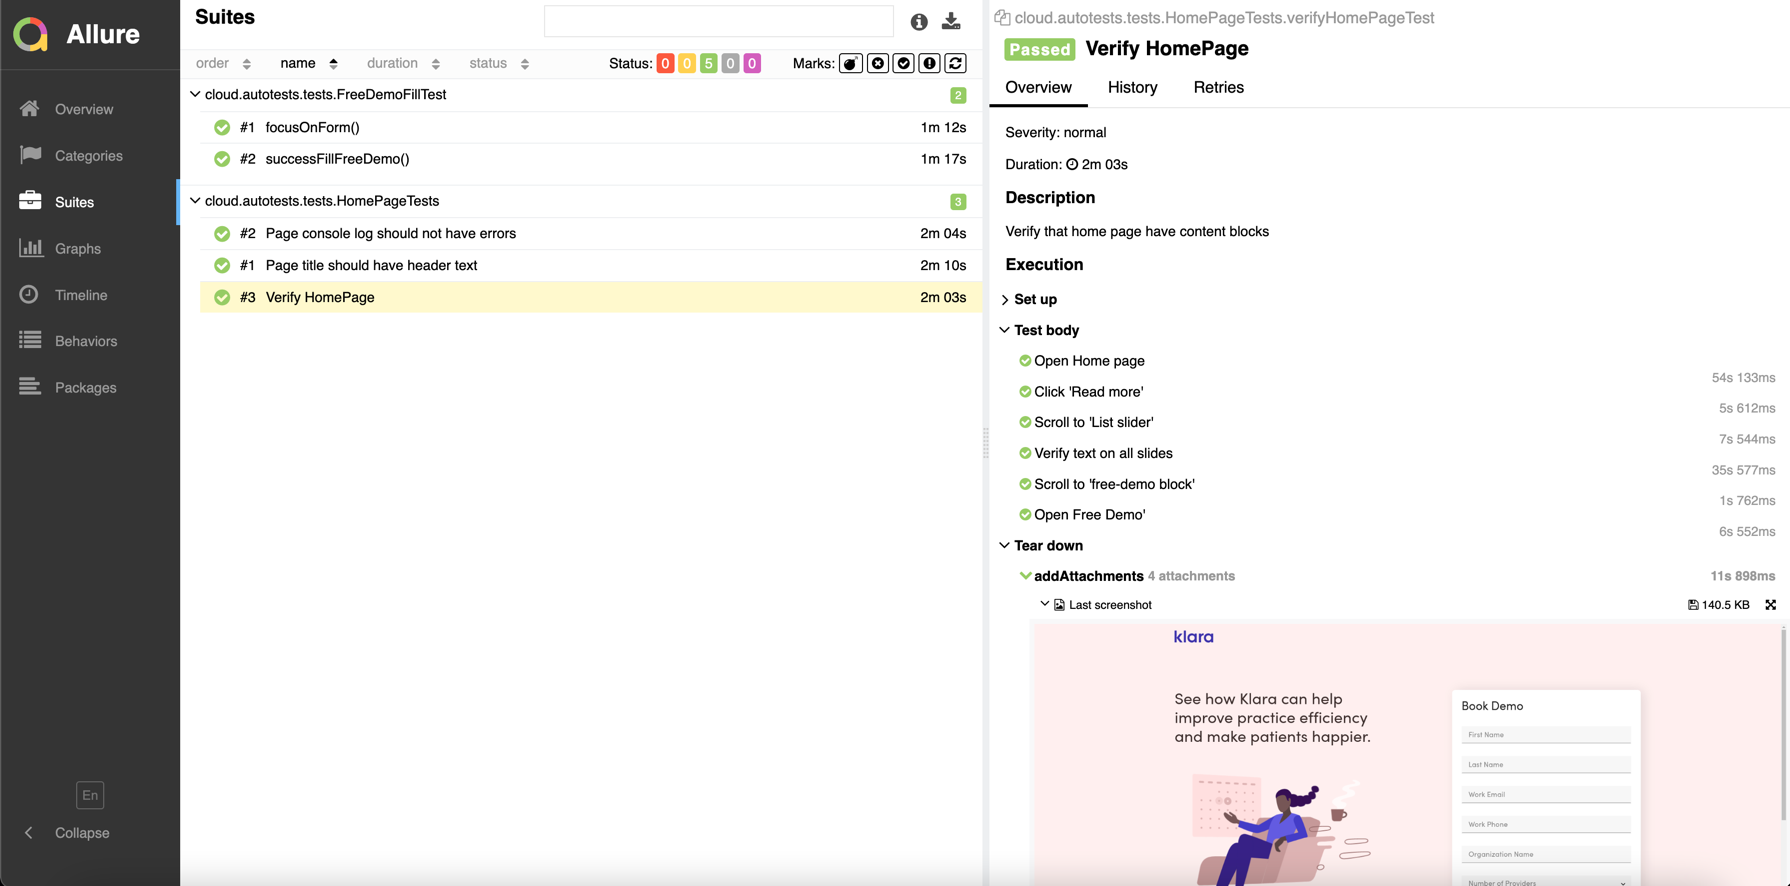 Allure
Overview
Categories
Suites
Graphs
Timeline
Behaviors
Packages
En
Collapse
Suites
order name duration status Status: 0 0 5 0 0 Marks:
cloud.autotests.tests.FreeDemoFillTest 2
#1 focusOnForm() 1m 12s
#2 successFillFreeDemo() 1m 17s
cloud.autotests.tests.HomePageTests 3
#2 Page console log should not have errors 2m 04s
#1 Page title should have header text 2m 10s
#3 Verify HomePage 2m 03s
cloud.autotests.tests.HomePageTests.verifyHomePageTest
Passed Verify HomePage
Overview History Retries
Severity: normal
Duration: 2m 03s
Description
Verify that home page have content blocks
Execution
Set up
Test body
Open Home page
54s 133ms
Click 'Read more'
5s 612ms
Scroll to 'List slider'
7s 544ms
Verify text on all slides
35s 577ms
Scroll to 'free-demo block'
1s 762ms
Open Free Demo'
6s 552ms
Tear down
addAttachments 4 attachments 11s 898ms
Last screenshot 140.5 KB
klara
See how Klara can help
improve practice efficiency
and make patients happier.
Book Demo
First Name
Last Name
Work Email
Work Phone
Organization Name
Number of Providers